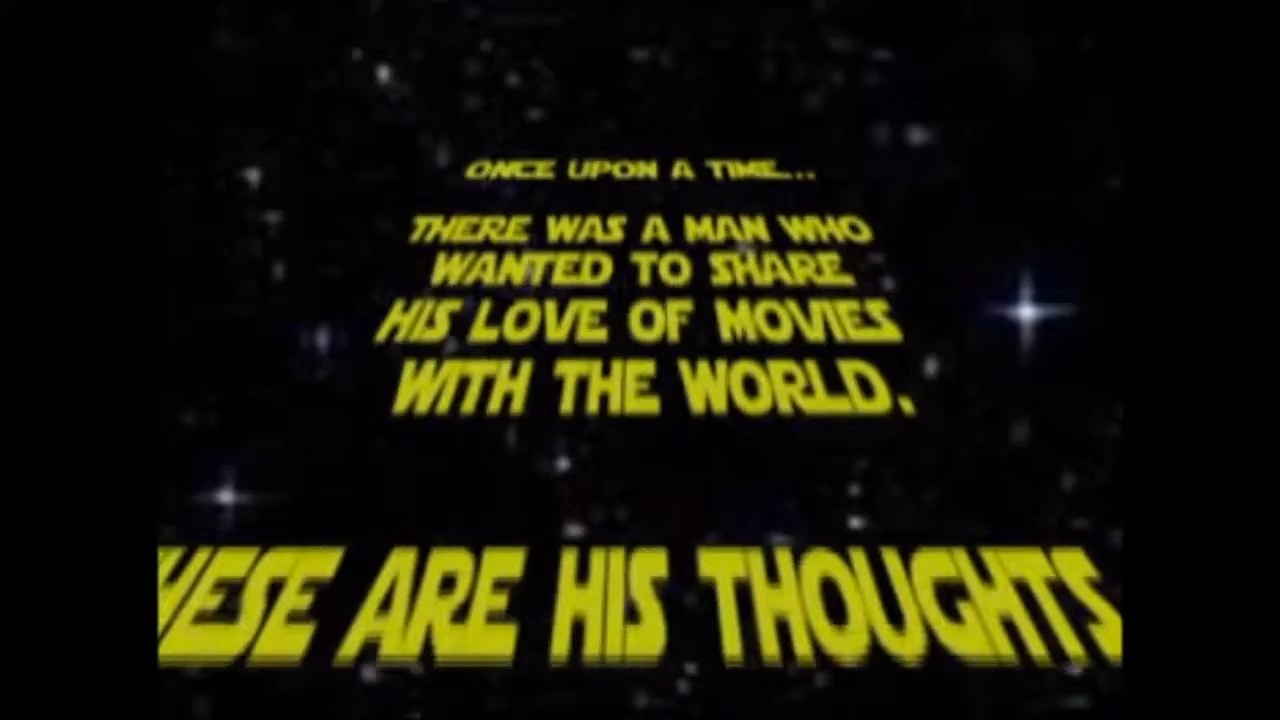 ONCE UPON A TIME...
THERE WAS A MAN WHO
WANTED TO SHARE
HIS LOVE OF MOVIES
WITH THE WORLD.
HESE ARE HIS THOUGHTS